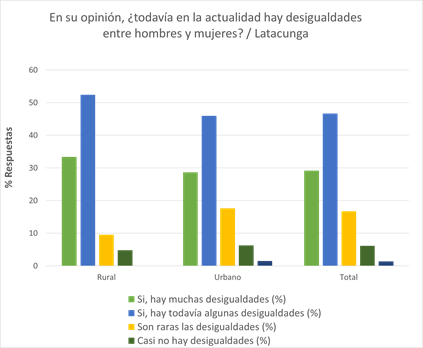 En su opinión, ¿todavía en la actualidad hay desigualdades
entre hombres y mujeres? / Latacunga
60
50
40
30
20
10
0
% Respuestas
Rural
Urbano
Total
Si, hay muchas desigualdades (%)
Si, hay todavía algunas desigualdades (%)
Son raras las desigualdades (%)
Casi no hay desigualdades (%)